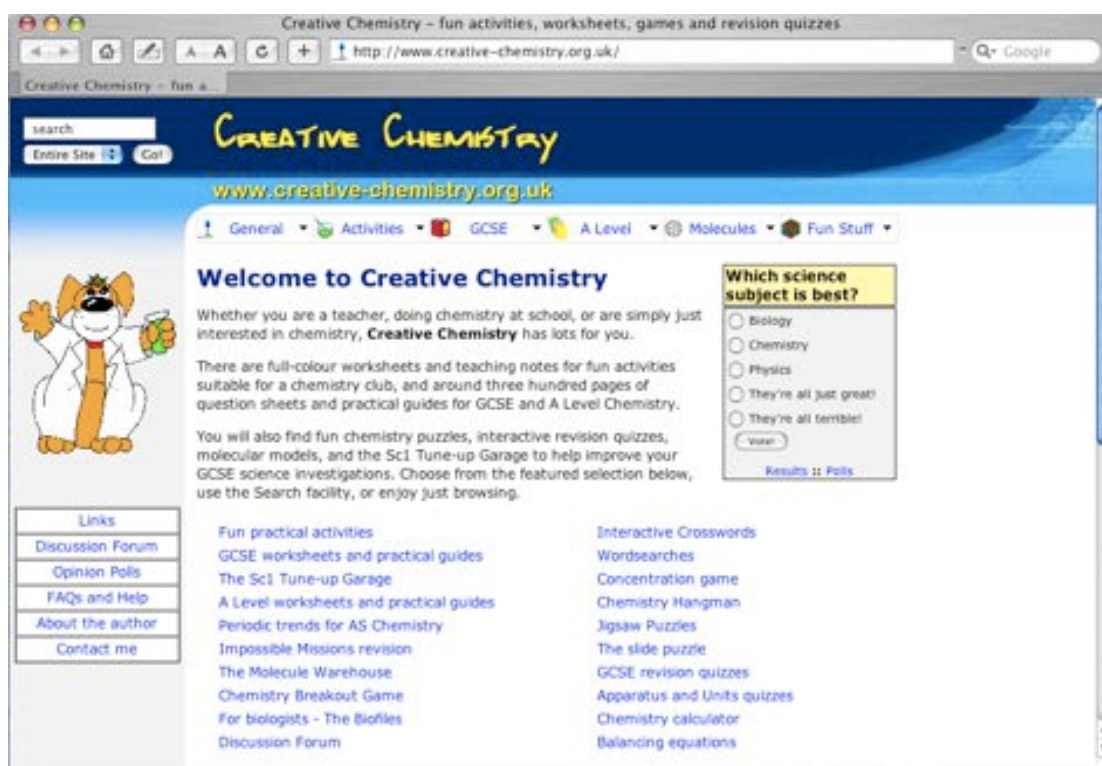 Creative Chemistry – fun activities, worksheets, games and revision quizzes
A A C + http://www.creative-chemistry.org.uk/ Q Google
Creative Chemistry – fun a...
search
Entire Site Go!
CREATIVE CHEMISTRY
www.creative-chemistry.org.uk
General Activities GCSE A Level Molecules Fun Stuff
Welcome to Creative Chemistry
Whether you are a teacher, doing chemistry at school, or are simply just
interested in chemistry, Creative Chemistry has lots for you.
There are full-colour worksheets and teaching notes for fun activities
suitable for a chemistry club, and around three hundred pages of
question sheets and practical guides for GCSE and A Level Chemistry.
You will also find fun chemistry puzzles, interactive revision quizzes,
molecular models, and the Sc1 Tune-up Garage to help improve your
GCSE science investigations. Choose from the featured selection below,
use the Search facility, or enjoy just browsing.
Which science
subject is best?
Biology
Chemistry
Physics
They're all just great!
They're all terrible!
Vote!
Results :: Polls
Links
Discussion Forum
Opinion Polls
FAQs and Help
About the author
Contact me
Fun practical activities
GCSE worksheets and practical guides
The Sc1 Tune-up Garage
A Level worksheets and practical guides
Periodic trends for AS Chemistry
Impossible Missions revision
The Molecule Warehouse
Chemistry Breakout Game
For biologists - The Biofiles
Discussion Forum
Interactive Crosswords
Wordsearches
Concentration game
Chemistry Hangman
Jigsaw Puzzles
The slide puzzle
GCSE revision quizzes
Apparatus and Units quizzes
Chemistry calculator
Balancing equations